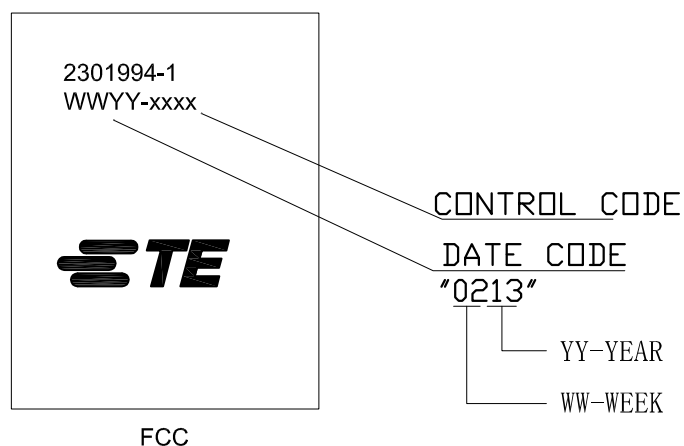 2301994-1
WWYY-xxxx
CONTROL CODE
DATE CODE
"0213"
TE
YY-YEAR
WW-WEEK
FCC